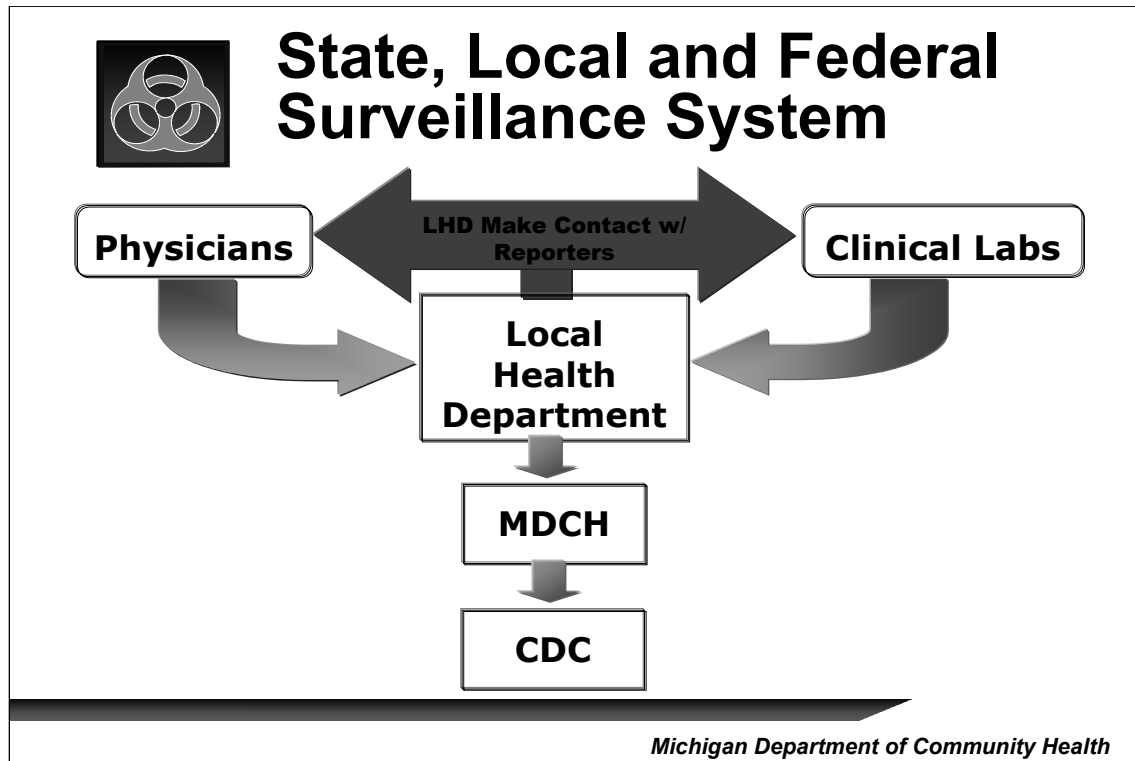 State, Local and Federal
Surveillance System
LHD Make Contact w/
Reporters
Physicians
Clinical Labs
Local
Health
Department
MDCH
CDC
Michigan Department of Community Health